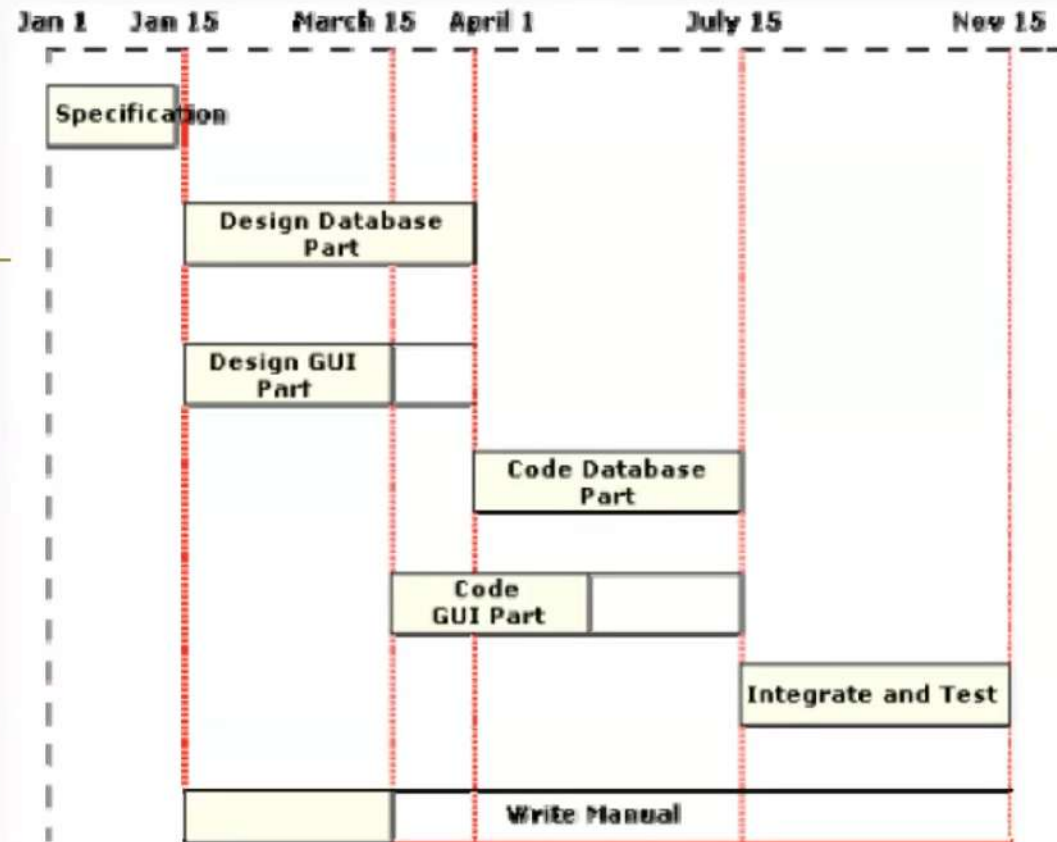 Jan 1 Jan 15 March 15 April 1 July 15 Nov 15
Specification
Design Database
Part
Design GUI
Part
Code Database
Part
Code
GUI Part
Integrate and Test
Write Manual